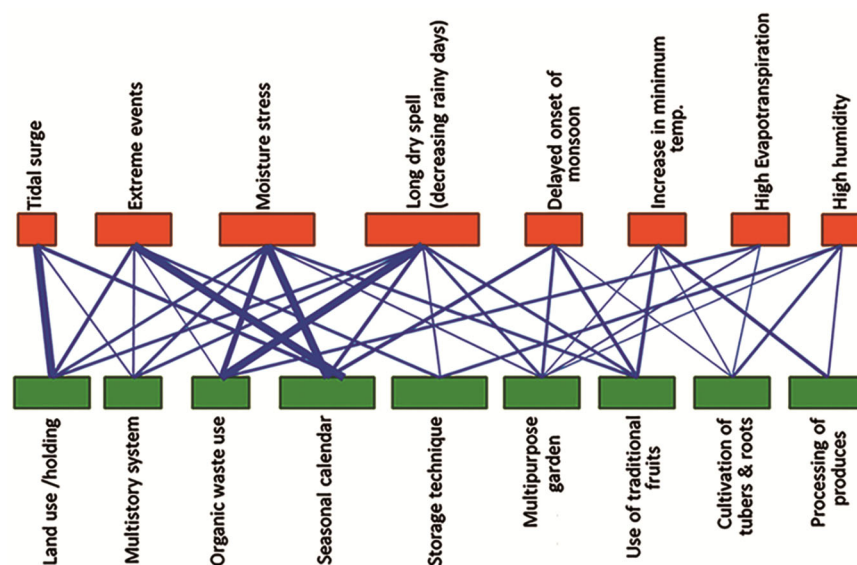 Tidal surge
Extreme events
Moisture stress
Long dry spell
(decreasing rainy days)
Delayed onset of
monsoon
Increase in minimum
temp.
High Evapotranspiration
High humidity
Land use /holding
Multistory system
Organic waste use
Seasonal calendar
Storage technique
Multipurpose
garden
Use of traditional
fruits
Cultivation of
tubers & roots
Processing of
produces